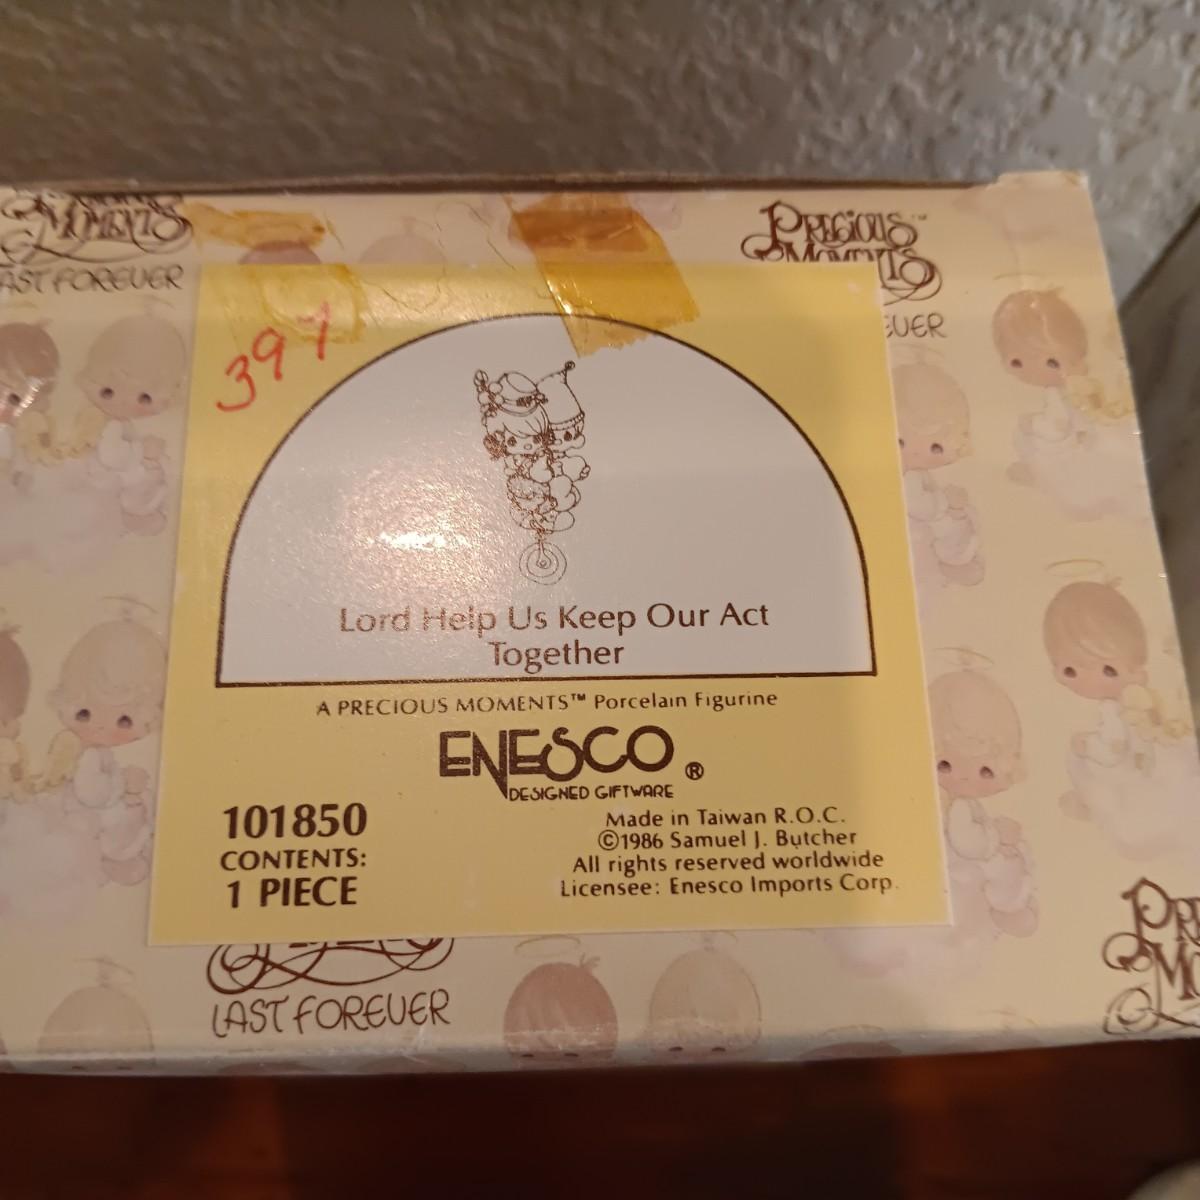 MOMENTS
LAST FOREVER
PRECIOUS™
MOMENTS
397
Lord Help Us Keep Our Act
Together
A PRECIOUS MOMENTS™ Porcelain Figurine
ENESCO ®
DESIGNED GIFTWARE
101850
CONTENTS:
1 PIECE
Made in Taiwan R.O.C.
©1986 Samuel J. Butcher
All rights reserved worldwide
Licensee: Enesco Imports Corp.
LAST FOREVER